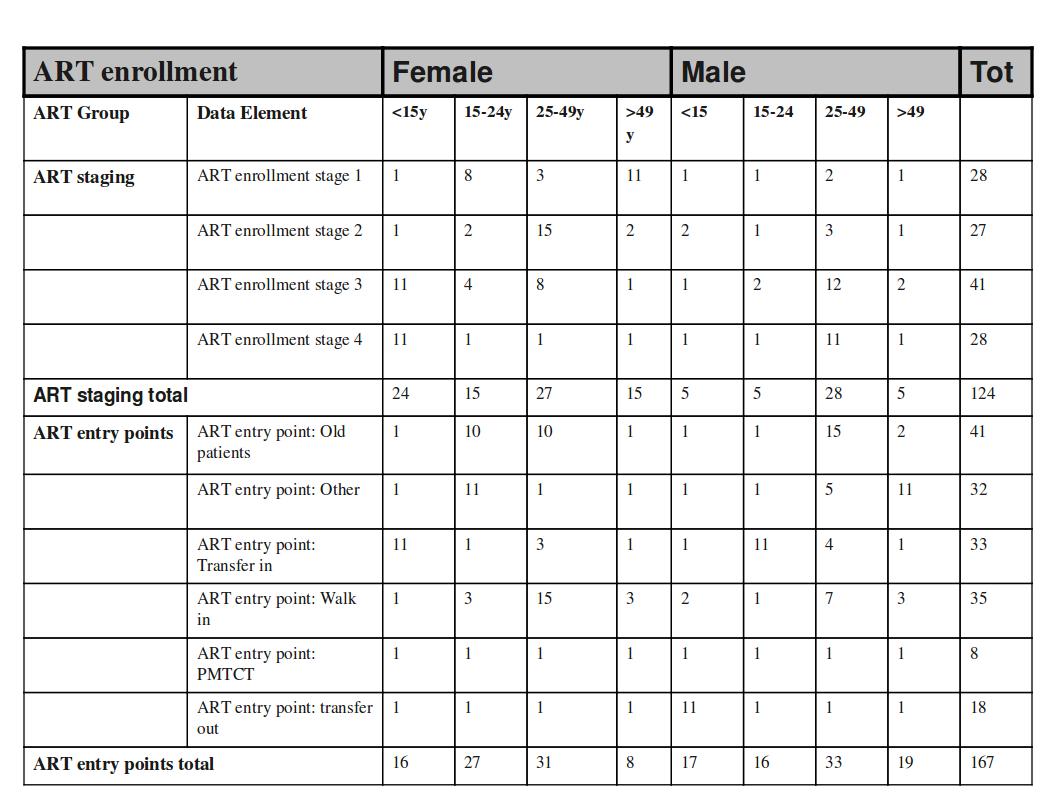 ART enrollment Female Male Tot
ART Group Data Element <15y 15-24y 25-49y >49 <15 15-24 25-49 >49
y
ART staging ART enrollment stage 1 1 8 3 11 1 1 2 1 28
ART enrollment stage 2 1 2 15 2 2 1 3 1 27
ART enrollment stage 3 11 4 8 1 1 2 12 2 41
ART enrollment stage 4 11 1 1 1 1 1 11 1 28
ART staging total 24 15 27 15 5 5 28 5 124
ART entry points ART entry point: Old 1 10 10 1 1 1 15 2 41
patients
ART entry point: Other 1 11 1 1 1 1 5 11 32
ART entry point: 11 1 3 1 1 11 4 1 33
Transfer in
ART entry point: Walk 1 3 15 3 2 1 7 3 35
in
ART entry point: 1 1 1 1 1 1 1 1 8
PMTCT
ART entry point: transfer 1 1 1 1 11 1 1 1 18
out
ART entry points total 16 27 31 8 17 16 33 19 167